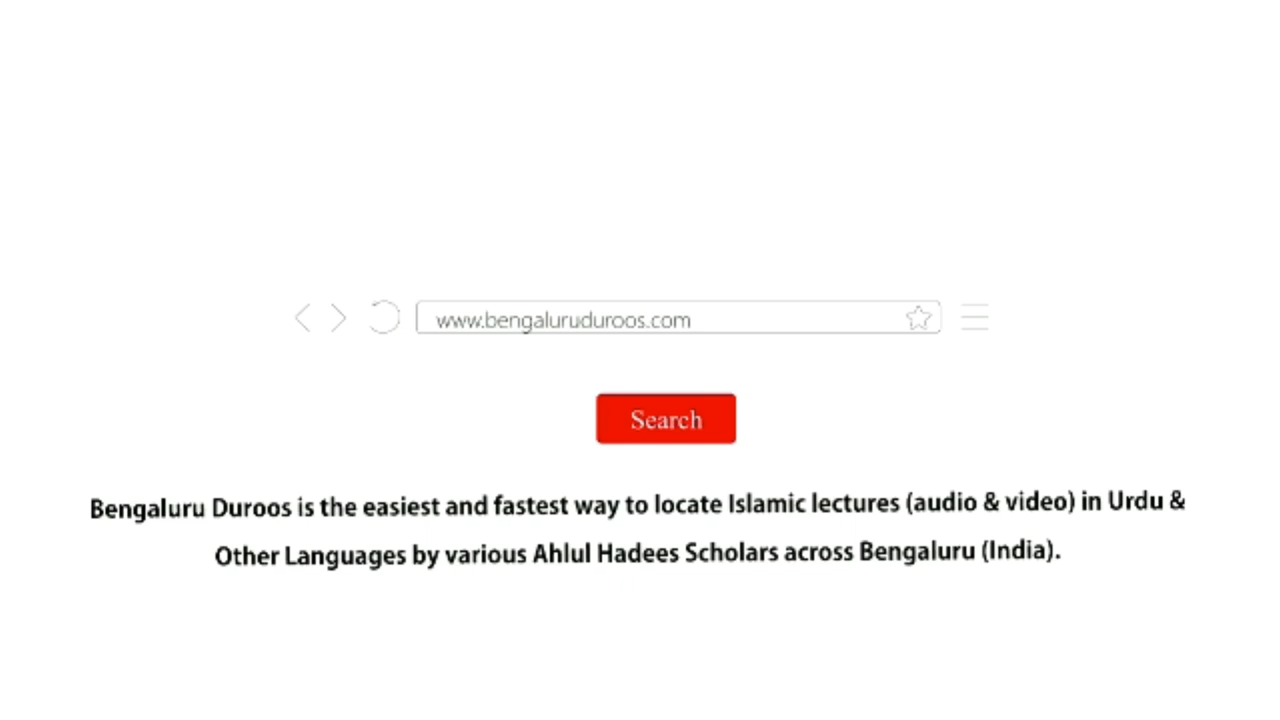 www.bengaluruduroos.com
Search
Bengaluru Duroos is the easiest and fastest way to locate Islamic lectures (audio & video) in Urdu &
Other Languages by various Ahlul Hadees Scholars across Bengaluru (India).